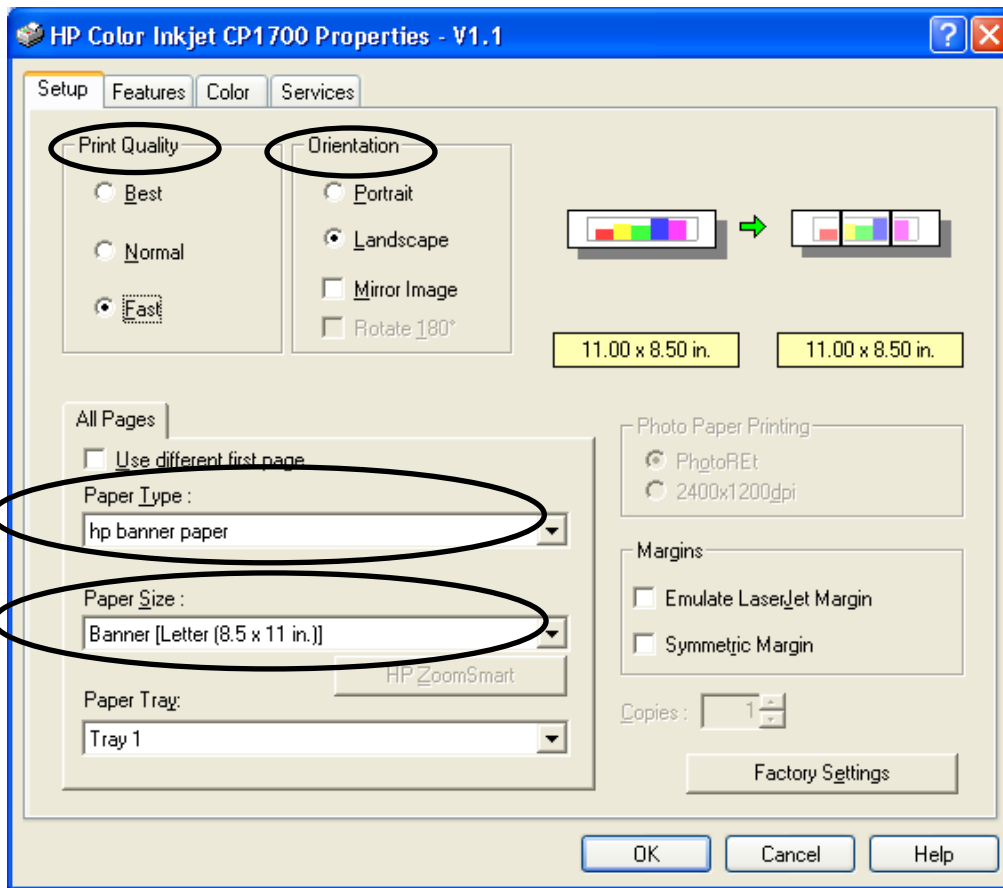 HP Color Inkjet CP1700 Properties - V1.1
Setup
Features
Color
Services
Print Quality
Best
Normal
Fast
Orientation
Portrait
Landscape
Mirror Image
Rotate 180°
11.00 x 8.50 in.
11.00 x 8.50 in.
All Pages
Use different first page
Paper Type :
hp banner paper
Paper Size :
Banner [Letter (8.5 x 11 in.)]
HP ZoomSmart
Paper Tray:
Tray 1
Photo Paper Printing
PhotoREt
2400x1200dpi
Margins
Emulate LaserJet Margin
Symmetric Margin
Copies :
1
Factory Settings
OK
Cancel
Help